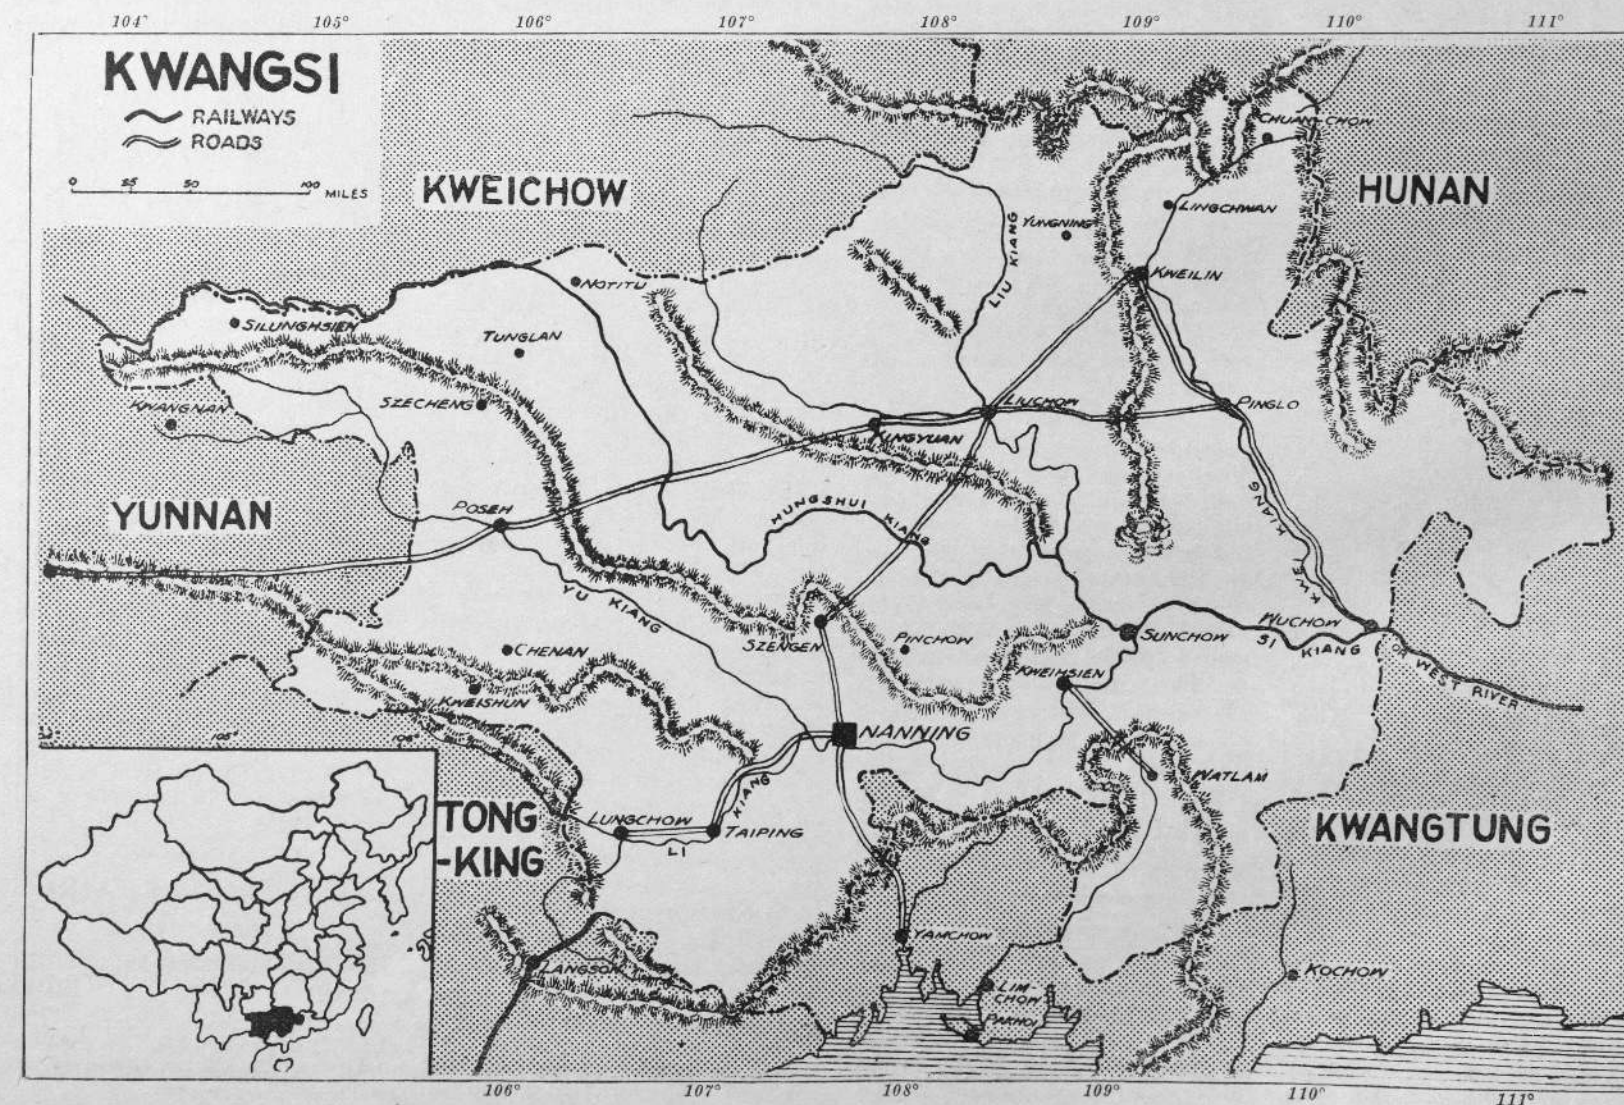 104° 105° 106° 107° 108° 109° 110° 111°
KWANGSI
RAILWAYS
ROADS
0 25 50 100 MILES
KWEICHOW
HUNAN
CHUAN-CHOW
LINGCHWAN
YUNGNING
LIU KIANG
KWEILIN
NOTITU
SILUNGHSIEN
TUNGLAN
SZECHENG
KWANGNAN
LIUCHOW
PINGLO
KINGYUAN
YUNNAN
POSEH
HUNGSHUI KIANG
KWEI KIANG
YU KIANG
SZENGEN
PINCHOW
SUNCHOW
WUCHOW
SI KIANG
OR WEST RIVER
CHENAN
KWEISHUN
KWEIHSIEN
NANNING
WATLAM
105°
TONG
-KING
LUNGCHOW
TAIPING
LI KIANG
KWANGTUNG
YAMCHOW
LANGSON
LIM-
CHOW
PAKHOI
KOCHOW
106° 107° 108° 109° 110° 111°